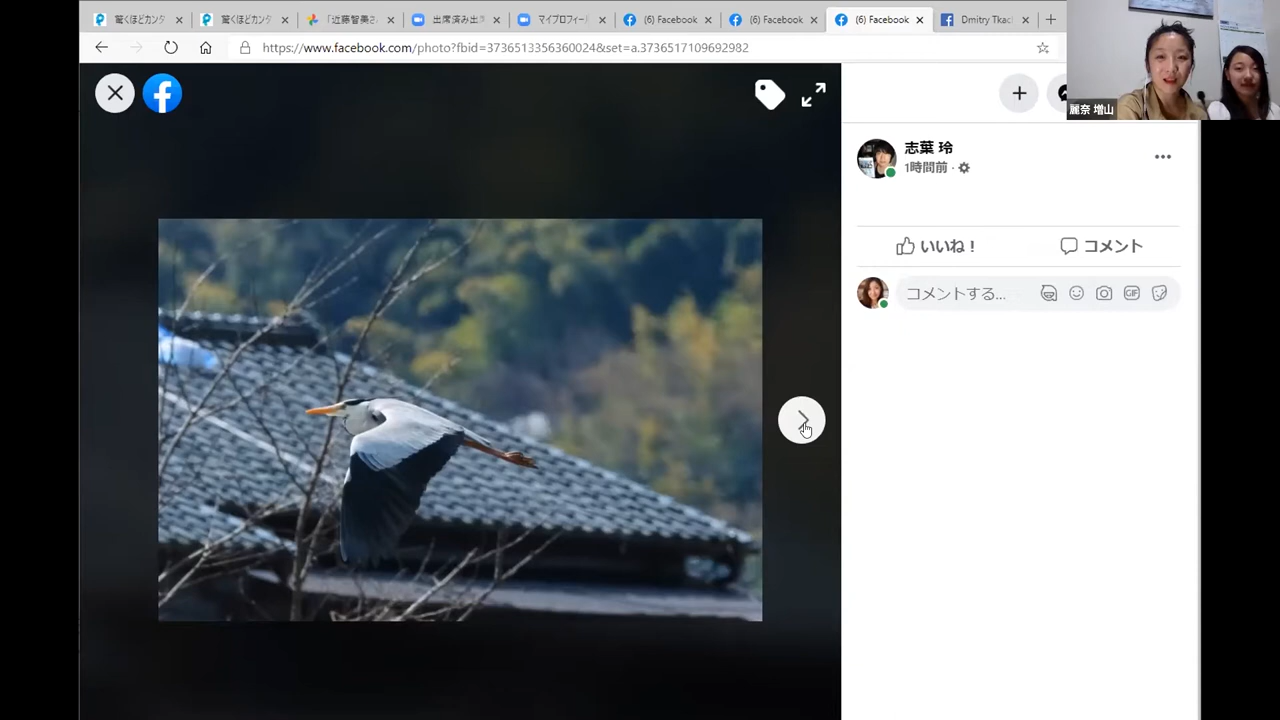 驚くほどカンタ
驚くほどカンタ
「近藤智美さ
出席済み出席
マイプロフィー
(6) Facebook
(6) Facebook
(6) Facebook
Dmitry Tkac
https://www.facebook.com/photo?fbid=3736513356360024&set=a.3736517109692982
麗奈 増山
志葉 玲
1時間前
いいね！
コメント
コメントする...
GIF